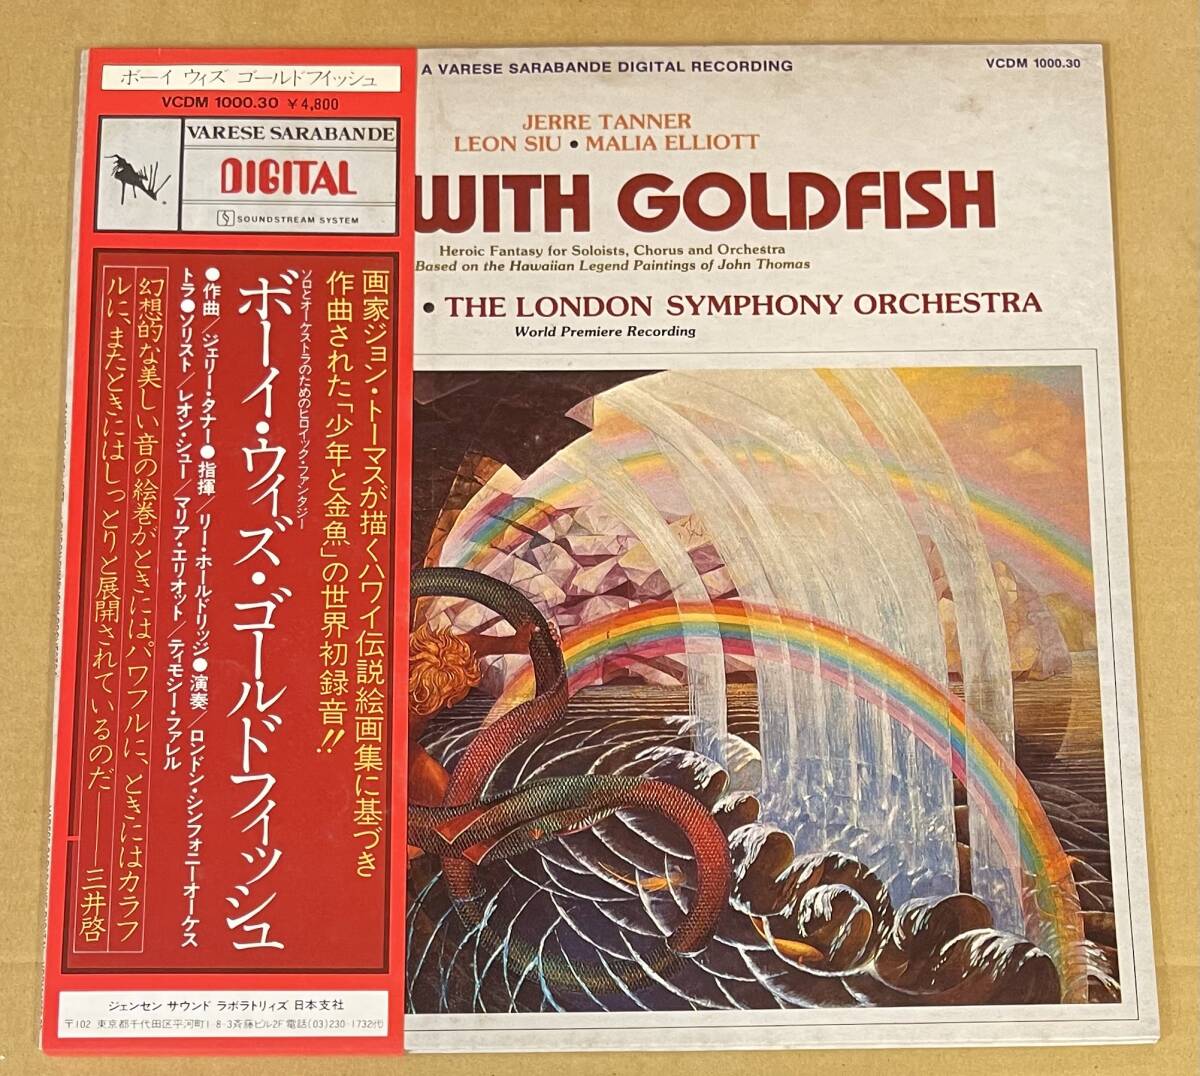 ボーイ ウィズ ゴールドフィッシュ
VCDM 1000.30 ¥4,800
VARESE SARABANDE
DIGITAL
SOUNDSTREAM SYSTEM
画家ジョン・トーマスが描くハワイ伝説絵画集に基づき
作曲された「少年と金魚」の世界初録音!!
ソロとオーケストラのためのヒロイック・ファンタジー
ボーイ・ウィズ・ゴールドフィッシュ
●作曲/ジェリー・タナー●指揮/リー・ホールドリッジ●演奏/ロンドン・シンフォニーオーケス
トラ●ソリスト/レオン・シュー/マリア・エリオット/ティモシー・ファレル
幻想的な美しい音の絵巻がときにはパワフルに、ときにはカラフ
ルに、またときにはしっとりと展開されているのだ——三井啓
ジェンセン サウンド ラボラトリィズ 日本支社
〒102 東京都千代田区平河町1-8-3斉藤ビル2F 電話(03)230-1732代
A VARESE SARABANDE DIGITAL RECORDING
VCDM 1000.30
JERRE TANNER
LEON SIU • MALIA ELLIOTT
WITH GOLDFISH
Heroic Fantasy for Soloists, Chorus and Orchestra
Based on the Hawaiian Legend Paintings of John Thomas
• THE LONDON SYMPHONY ORCHESTRA
World Premiere Recording